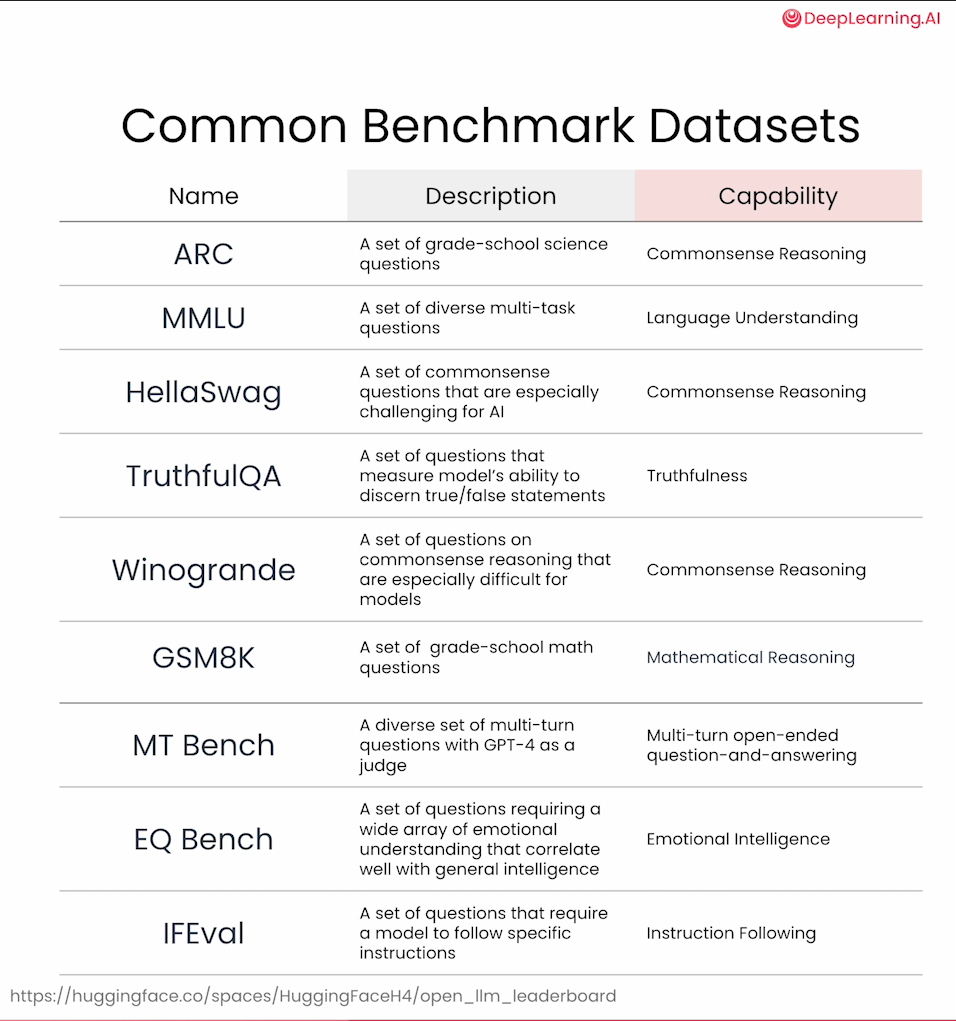 DeepLearning.AI
Common Benchmark Datasets
Name Description Capability
ARC
A set of grade-school science
questions
Commonsense Reasoning
MMLU
A set of diverse multi-task
questions
Language Understanding
HellaSwag
A set of commonsense
questions that are especially
challenging for AI
Commonsense Reasoning
TruthfulQA
A set of questions that
measure model’s ability to
discern true/false statements
Truthfulness
Winogrande
A set of questions on
commonsense reasoning that
are especially difficult for
models
Commonsense Reasoning
GSM8K
A set of  grade-school math
questions
Mathematical Reasoning
MT Bench
A diverse set of multi-turn
questions with GPT-4 as a
judge
Multi-turn open-ended
question-and-answering
EQ Bench
A set of questions requiring a
wide array of emotional
understanding that correlate
well with general intelligence
Emotional Intelligence
IFEval
A set of questions that require
a model to follow specific
instructions
Instruction Following
https://huggingface.co/spaces/HuggingFaceH4/open_llm_leaderboard